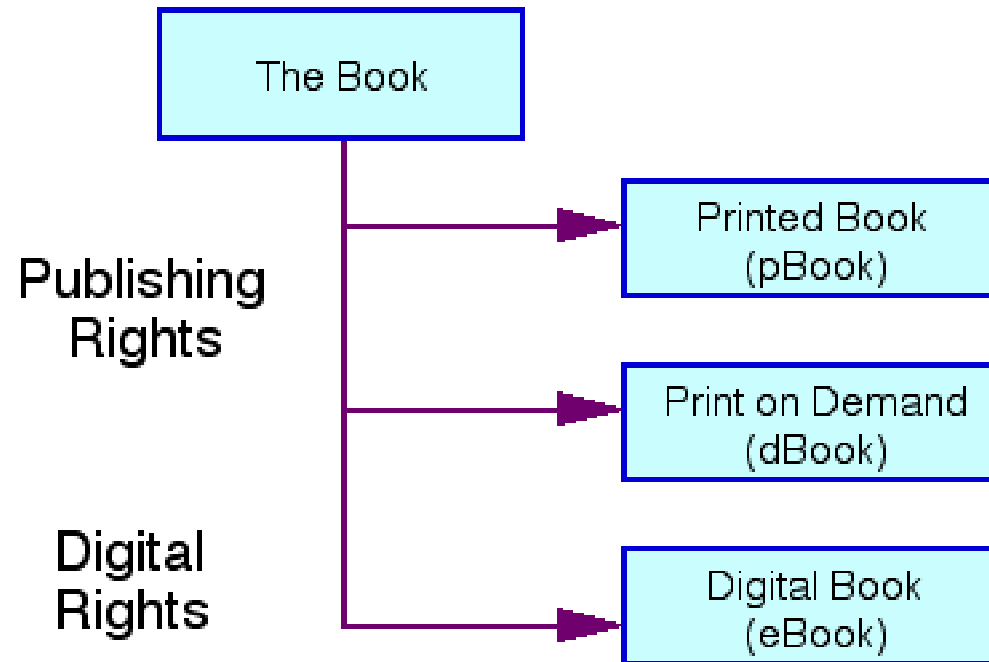 The Book
Printed Book
(pBook)
Publishing
Rights
Print on Demand
(dBook)
Digital
Rights
Digital Book
(eBook)